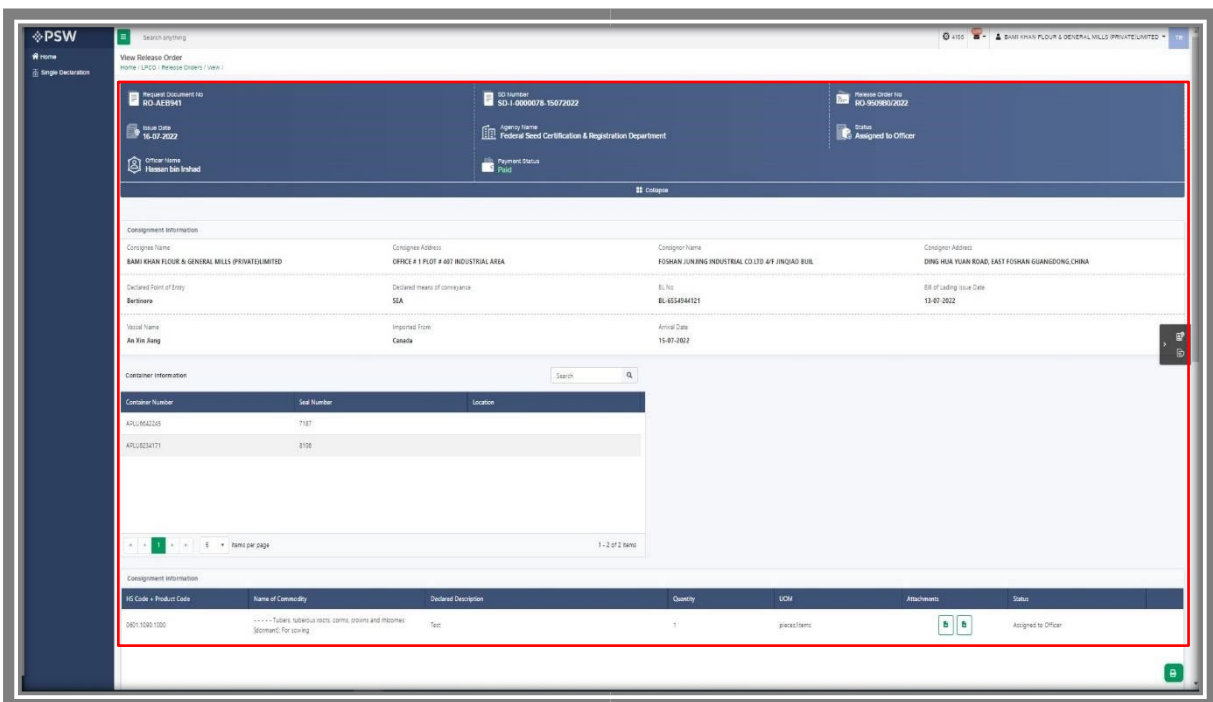 PSW
Search anything
4155
BAMI KHAN FLOUR & GENERAL MILLS (PRIVATE)LIMITED
TR
Home
Single Declaration
View Release Order
Home / LPCO / Release Orders / View /
Request Document No
RO-AEB941
SD Number
SD-I-0000078-15072022
Release Order No
RO-950980/2022
Issue Date
16-07-2022
Agency Name
Federal Seed Certification & Registration Department
Status
Assigned to Officer
Officer Name
Hassan bin Irshad
Payment Status
Paid
Collapse
Consignment Information
Consignee Name
Consignee Address
Consignor Name
Consignor Address
BAMI KHAN FLOUR & GENERAL MILLS (PRIVATE)LIMITED
OFFICE # 1 PLOT # 407 INDUSTRIAL AREA
FOSHAN JUNJING INDUSTRIAL CO.LTD 4/F JINQIAO BUIL
DING HUA YUAN ROAD, EAST FOSHAN GUANGDONG,CHINA
Declared Point of Entry
Declared means of conveyance
BL No
Bill of Lading Issue Date
Bertinoro
SEA
BL-6554944121
13-07-2022
Vessel Name
Imported From
Arrival Date
An Xin Jiang
Canada
15-07-2022
Container Information
Search
Container Number
Seal Number
Location
APLU6642245
7187
APLU8234171
8106
1
5
items per page
1 - 2 of 2 items
Consignment Information
HS Code + Product Code
Name of Commodity
Declared Description
Quantity
UOM
Attachments
Status
0601.1090.1000
- - - - - Tubers, tuberous roots, corms, crowns and rhizomes
(dormant); For sowing
Test
1
pieces/items
Assigned to Officer